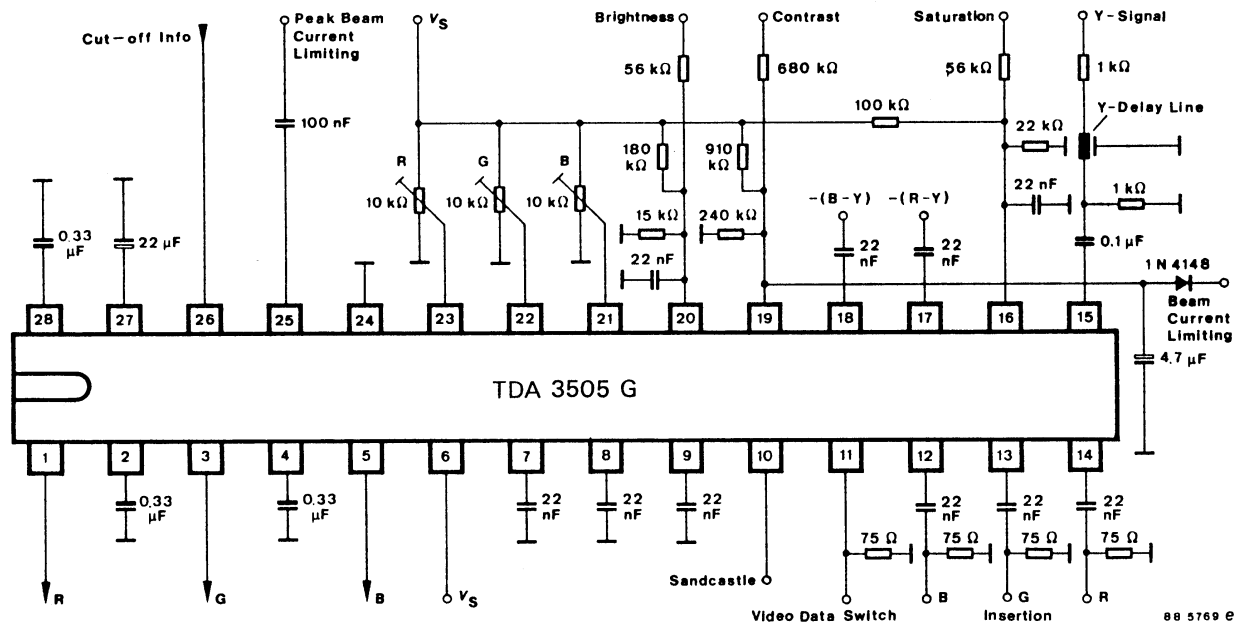 Cut-off Info
Peak Beam
Current
Limiting
VS
Brightness
Contrast
Saturation
Y-Signal
56 kΩ
680 kΩ
56 kΩ
1 kΩ
100 nF
100 kΩ
Y-Delay Line
22 kΩ
R
G
B
180
kΩ
910
kΩ
10 kΩ
10 kΩ
10 kΩ
22 nF
1 kΩ
-(B-Y)
-(R-Y)
15 kΩ
240 kΩ
0.33
µF
22 µF
22
nF
22
nF
0.1 µF
22 nF
1 N 4148
Beam
Current
Limiting
28
27
26
25
24
23
22
21
20
19
18
17
16
15
4.7 µF
TDA 3505 G
1
2
3
4
5
6
7
8
9
10
11
12
13
14
0.33
µF
0.33
µF
22
nF
22
nF
22
nF
22
nF
22
nF
22
nF
75 Ω
75 Ω
75 Ω
75 Ω
Sandcastle
R
G
B
VS
B
G
R
Video Data Switch
Insertion
88 5769 e